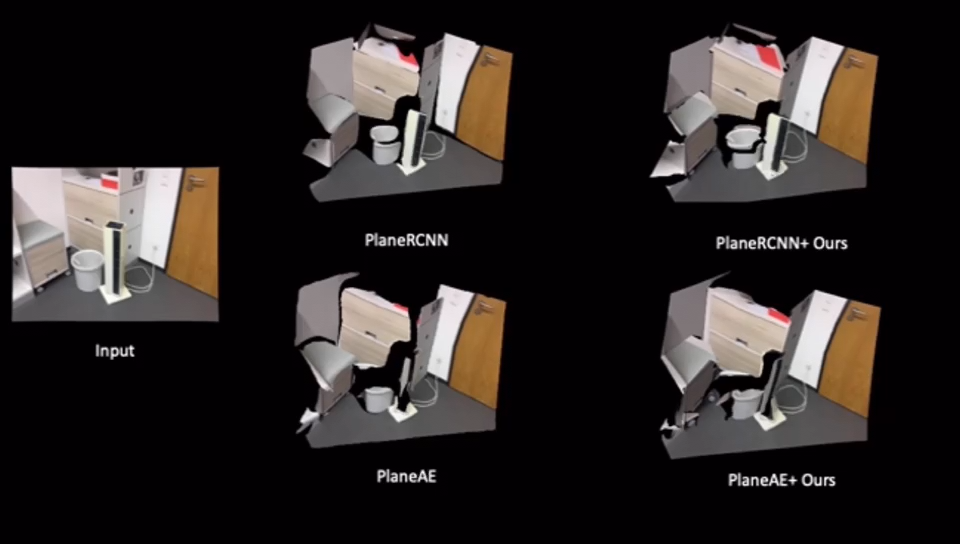 PlaneRCNN
PlaneRCNN+ Ours
Input
PlaneAE
PlaneAE+ Ours